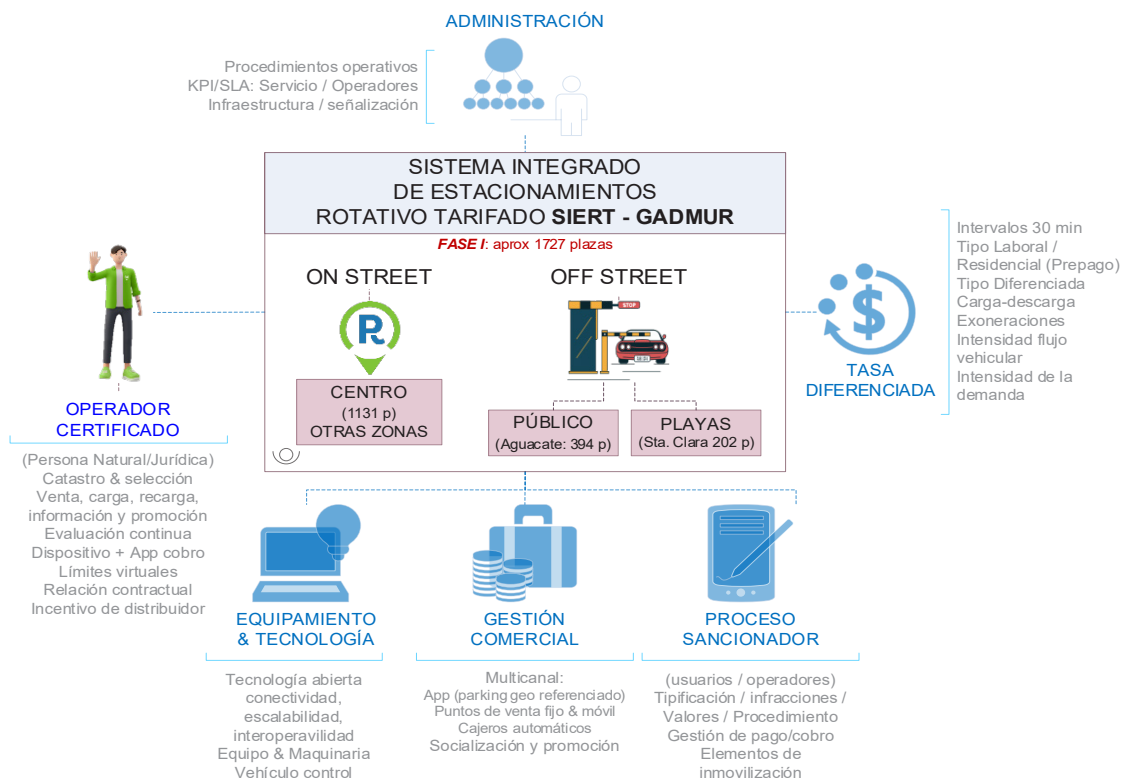 ADMINISTRACIÓN
Procedimientos operativos
KPI/SLA: Servicio / Operadores
Infraestructura / señalización
SISTEMA INTEGRADO
DE ESTACIONAMIENTOS
ROTATIVO TARIFADO SIERT - GADMUR
FASE I: aprox 1727 plazas
ON STREET
OFF STREET
STOP
CENTRO
(1131 p)
OTRAS ZONAS
PÚBLICO
(Aguacate: 394 p)
PLAYAS
(Sta. Clara 202 p)
OPERADOR
CERTIFICADO
(Persona Natural/Jurídica)
Catastro & selección
Venta, carga, recarga,
información y promoción
Evaluación continua
Dispositivo + App cobro
Límites virtuales
Relación contractual
Incentivo de distribuidor
$
TASA
DIFERENCIADA
Intervalos 30 min
Tipo Laboral /
Residencial (Prepago)
Tipo Diferenciada
Carga-descarga
Exoneraciones
Intensidad flujo
vehicular
Intensidad de la
demanda
EQUIPAMIENTO
& TECNOLOGÍA
Tecnología abierta
conectividad,
escalabilidad,
interoperavilidad
Equipo & Maquinaria
Vehículo control
GESTIÓN
COMERCIAL
Multicanal:
App (parking geo referenciado)
Puntos de venta fijo & móvil
Cajeros automáticos
Socialización y promoción
PROCESO
SANCIONADOR
(usuarios / operadores)
Tipificación / infracciones /
Valores / Procedimiento
Gestión de pago/cobro
Elementos de
inmovilización